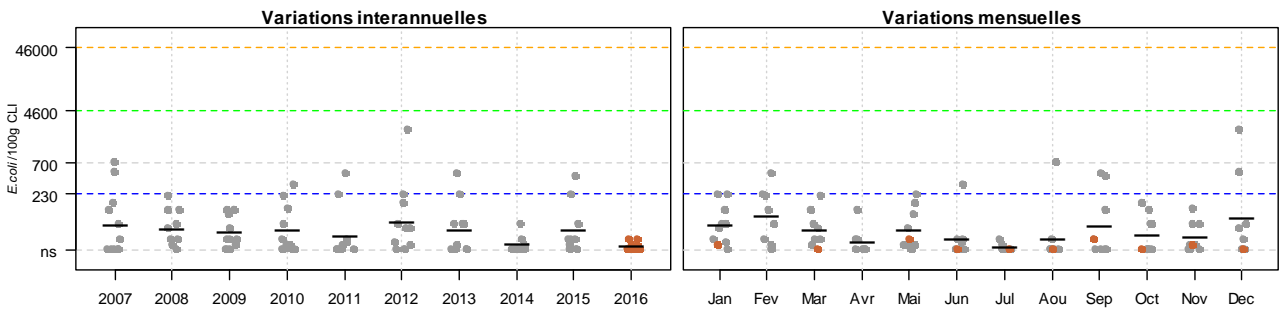 Variations interannuelles
Variations mensuelles
E.coli/100g CLI
46000
4600
700
230
ns
2007 2008 2009 2010 2011 2012 2013 2014 2015 2016
Jan Fev Mar Avr Mai Jun Jul Aou Sep Oct Nov Dec